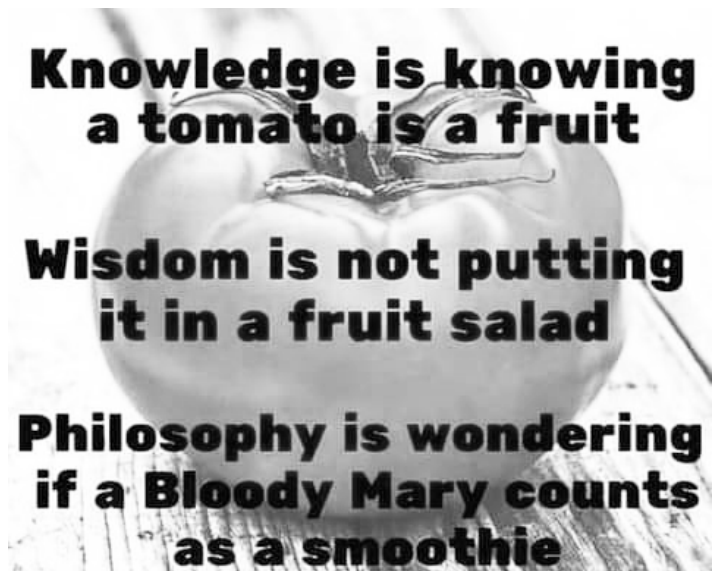 Knowledge is knowing
a tomato is a fruit
Wisdom is not putting
it in a fruit salad
Philosophy is wondering
if a Bloody Mary counts
as a smoothie